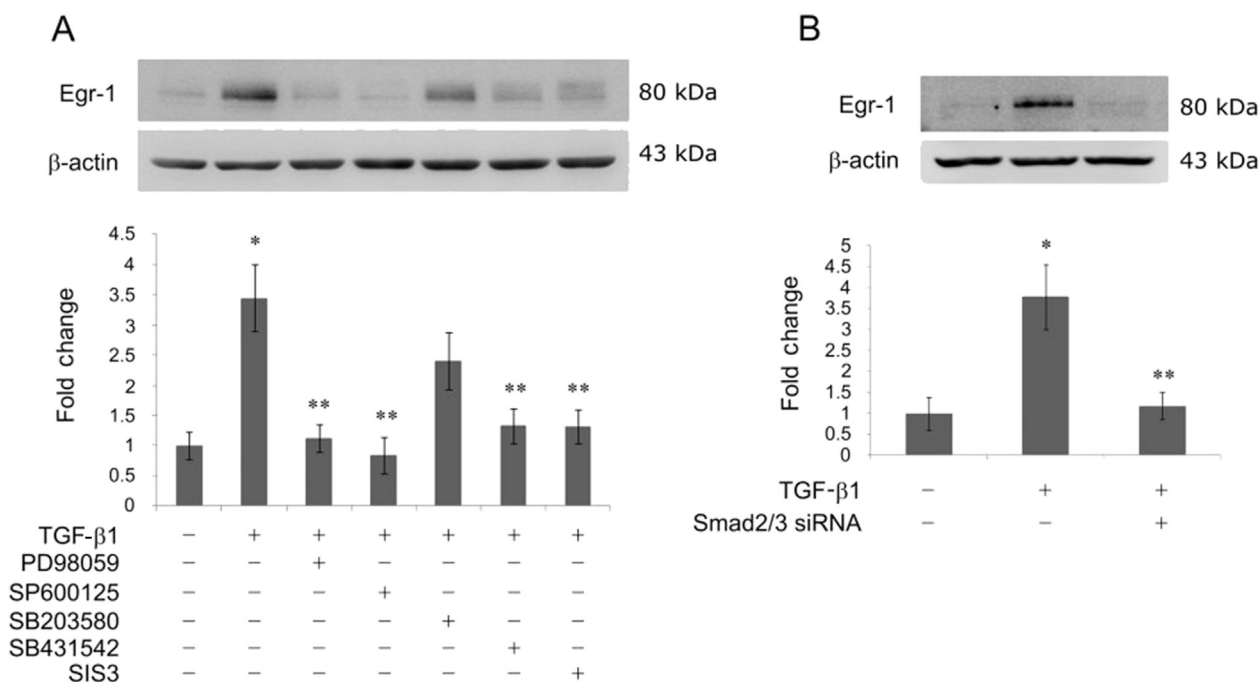 A
Egr-1 80 kDa
β-actin 43 kDa
Fold change
4.5
4
3.5
3
2.5
2
1.5
1
0.5
0
*
**
**
**
**
TGF-β1 – + + + + + +
PD98059 – – + – – – –
SP600125 – – – + – – –
SB203580 – – – – + – –
SB431542 – – – – – + –
SIS3 – – – – – – +
B
Egr-1 80 kDa
β-actin 43 kDa
Fold change
5
4.5
4
3.5
3
2.5
2
1.5
1
0.5
0
*
**
TGF-β1 – + +
Smad2/3 siRNA – – +